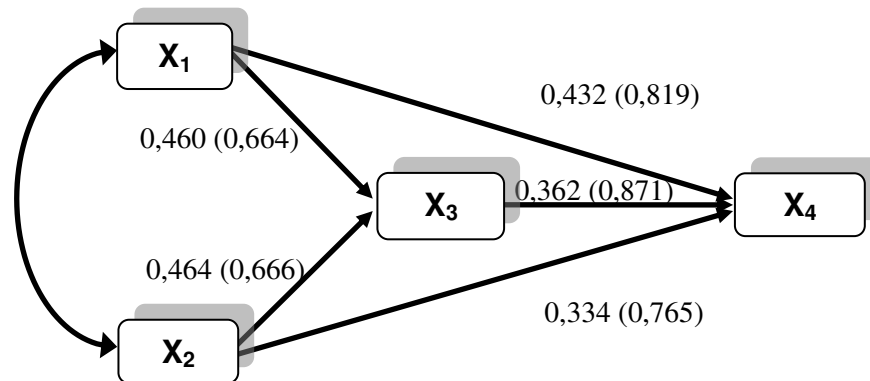 X₁
0,432 (0,819)
0,460 (0,664)
0,362 (0,871)
X₃
X₄
0,464 (0,666)
0,334 (0,765)
X₂